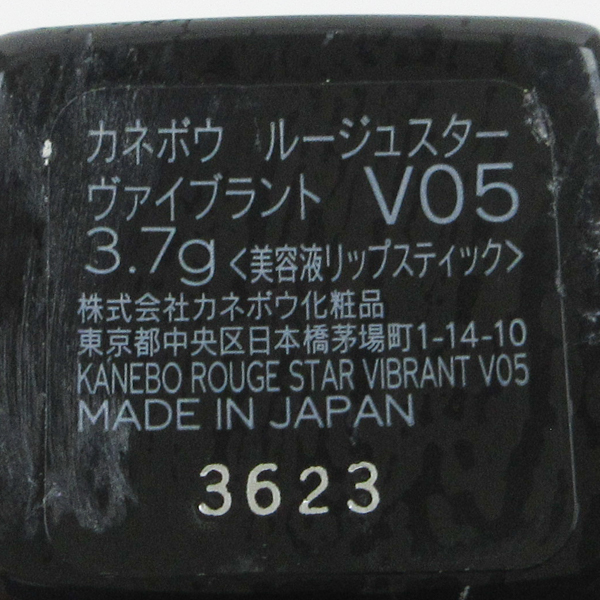 カネボウ ルージュスター
ヴァイブラント V05
3.7g <美容液リップスティック>
株式会社カネボウ化粧品
東京都中央区日本橋茅場町1-14-10
KANEBO ROUGE STAR VIBRANT V05
MADE IN JAPAN
3623